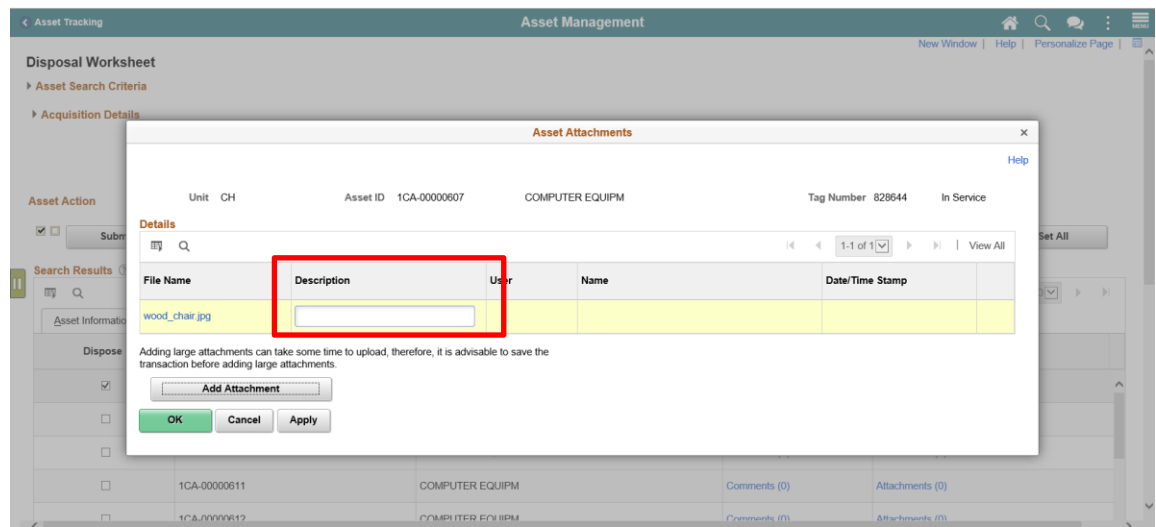 Asset Tracking
Asset Management
MENU
New Window | Help | Personalize Page |
Disposal Worksheet
Asset Search Criteria
Acquisition Details
Asset Attachments
×
Help
Unit CH Asset ID 1CA-00000607 COMPUTER EQUIPM Tag Number 828644 In Service
Asset Action
Details
Set All
1-1 of 1 | View All
Search Results
File Name Description User Name Date/Time Stamp
wood_chair.jpg
Dispose
Adding large attachments can take some time to upload, therefore, it is advisable to save the
transaction before adding large attachments.
Add Attachment
OK Cancel Apply
1CA-00000611 COMPUTER EQUIPM Comments (0) Attachments (0)
1CA-00000612 COMPUTER EQUIPM Comments (0) Attachments (0)